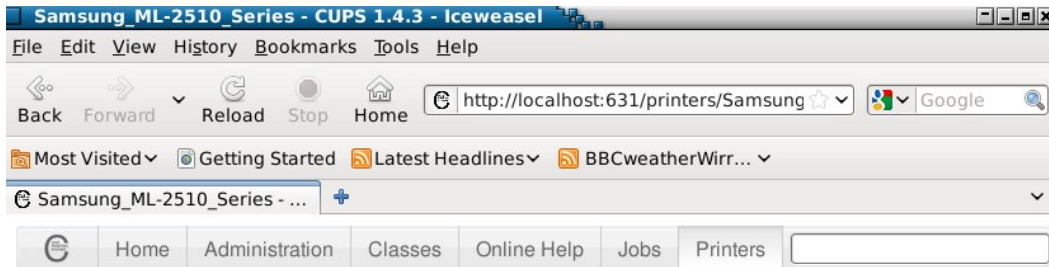 Samsung_ML-2510_Series - CUPS 1.4.3 - Iceweasel
File Edit View History Bookmarks Tools Help
Back Forward Reload Stop Home http://localhost:631/printers/Samsung Google
Most Visited Getting Started Latest Headlines BBCweatherWirr...
Samsung_ML-2510_Series - ...
Home Administration Classes Online Help Jobs Printers